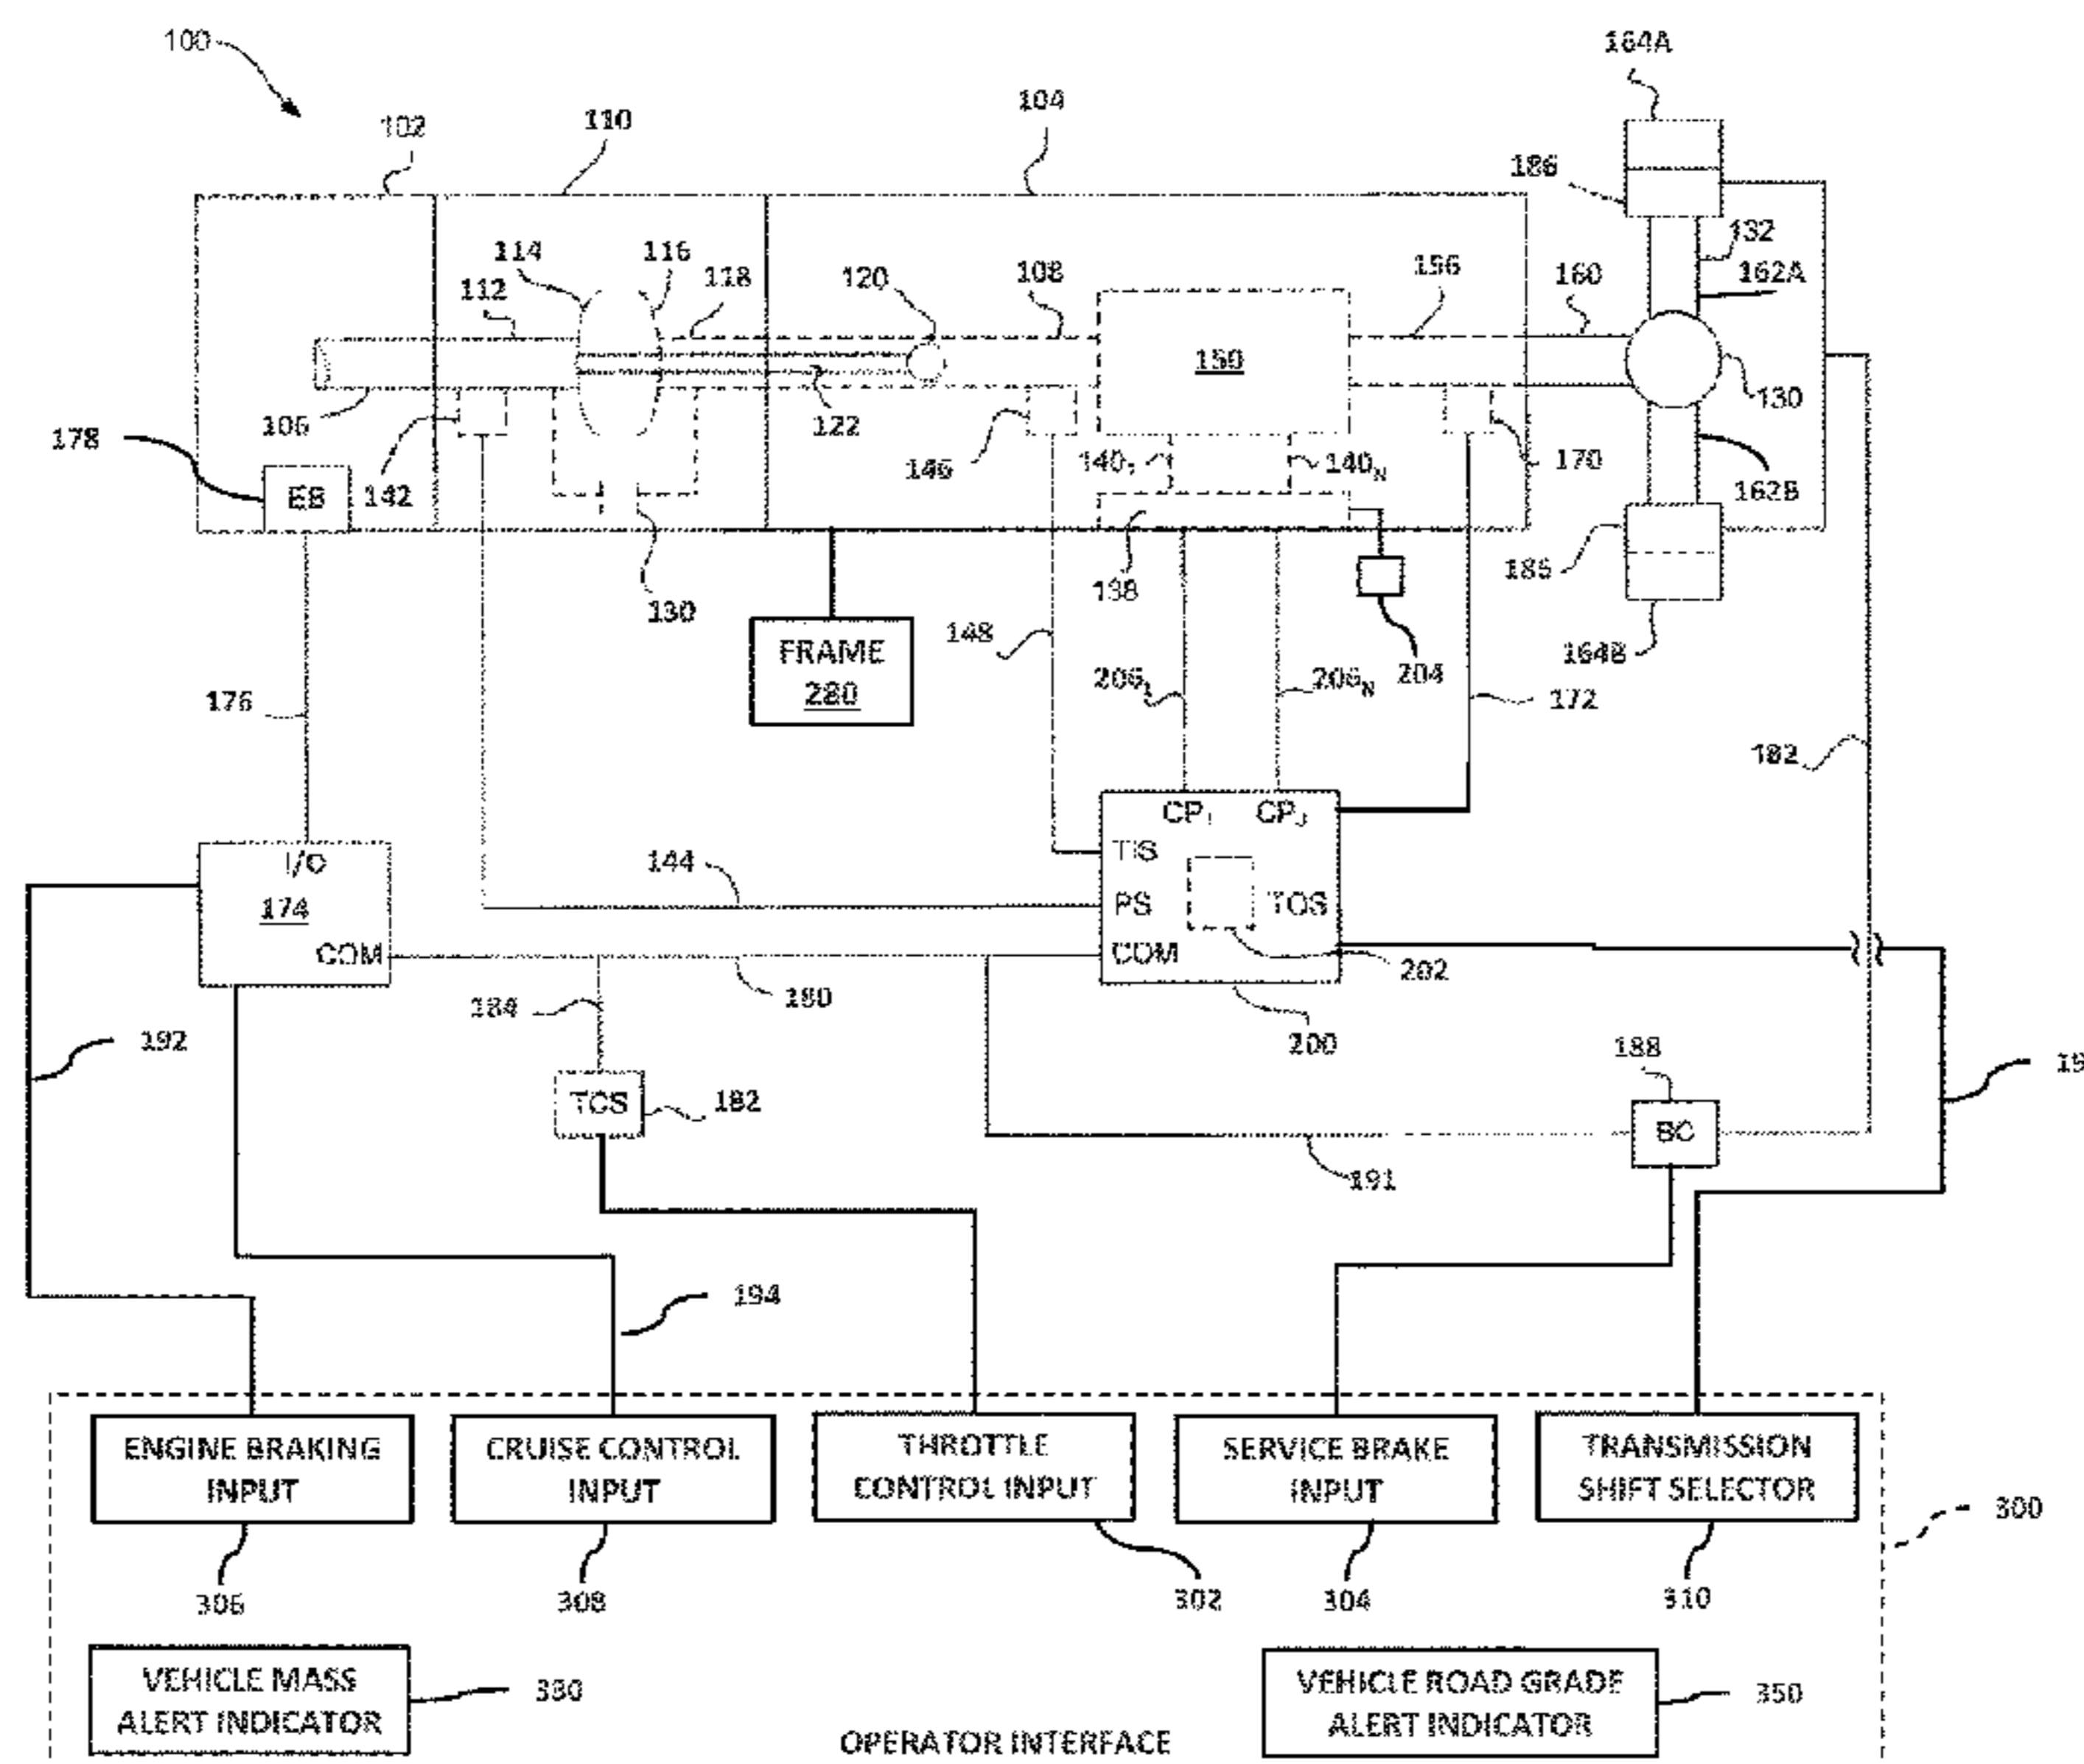 100
102
110
104
164A
186
132
162A
114
116
112
118
120
108
156
160
150
130
106
142
178
EB
122
146
140₁
140N
170
162B
138
185
164B
130
FRAME
280
148
206₁
206N
204
172
176
182
CP₁
TIS
I/O
174
COM
144
PS
TOS
COM
202
180
184
200
192
TCS
182
188
BC
19
191
194
ENGINE BRAKING
INPUT
CRUISE CONTROL
INPUT
THROTTLE
CONTROL INPUT
SERVICE BRAKE
INPUT
TRANSMISSION
SHIFT SELECTOR
300
306
308
302
304
310
VEHICLE MASS
ALERT INDICATOR
330
VEHICLE ROAD GRADE
ALERT INDICATOR
350
OPERATOR INTERFACE